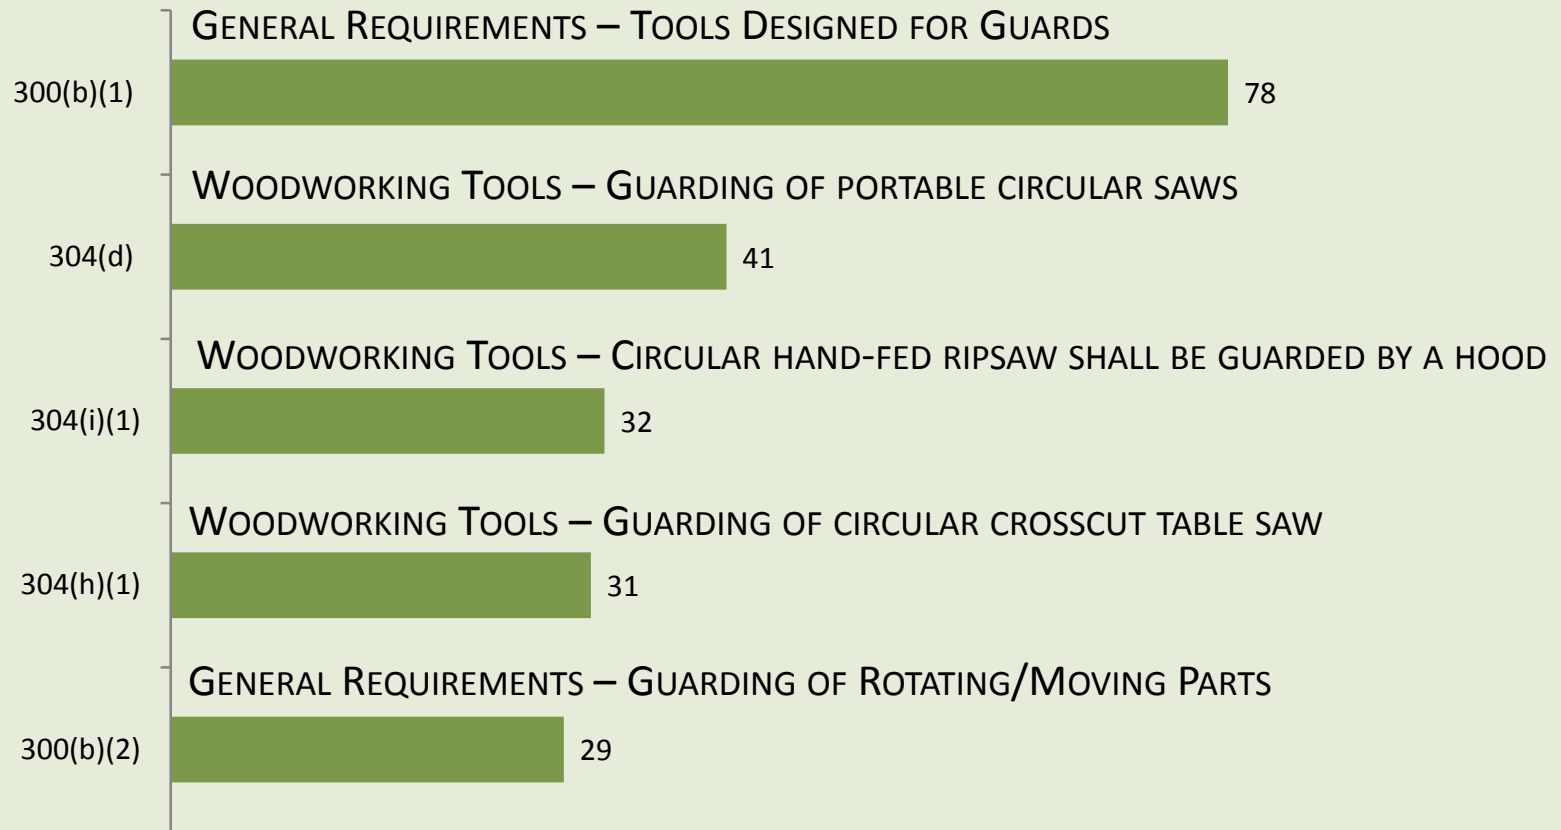 General Requirements – Tools Designed for Guards
300(b)(1)
78
Woodworking Tools – Guarding of portable circular saws
304(d)
41
Woodworking Tools – Circular hand-fed ripsaw shall be guarded by a hood
304(i)(1)
32
Woodworking Tools – Guarding of circular crosscut table saw
304(h)(1)
31
General Requirements – Guarding of Rotating/Moving Parts
300(b)(2)
29